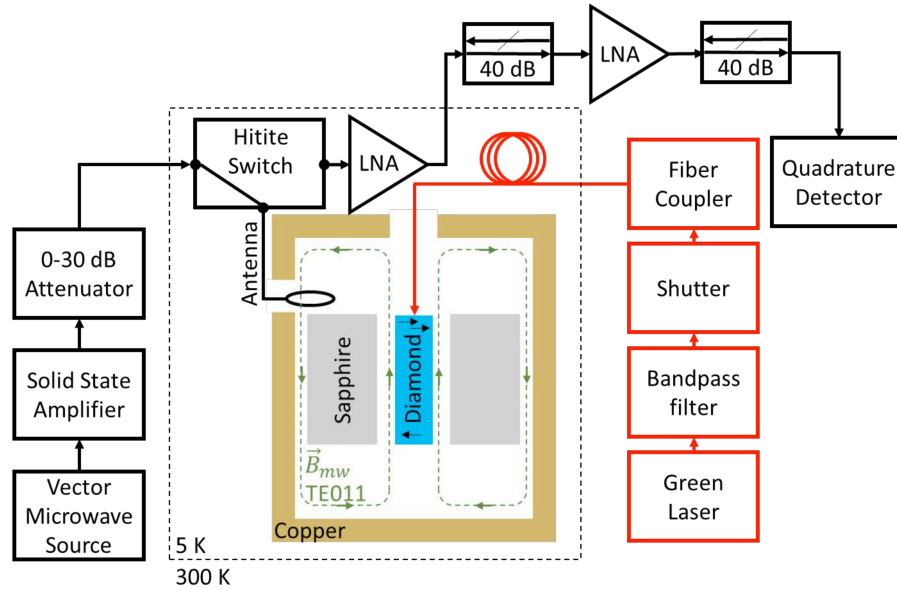 LNA
40 dB
LNA
40 dB
Hitite
Switch
LNA
Fiber
Coupler
Quadrature
Detector
Antenna
0-30 dB
Attenuator
Shutter
Sapphire
Diamond
Solid State
Amplifier
Bandpass
filter
B⃗mw
TE011
Vector
Microwave
Source
Green
Laser
Copper
5 K
300 K